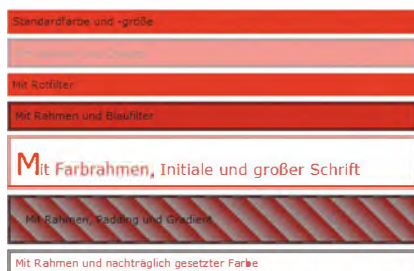 Standardfarbe und -größe
Mit Rotfilter
Mit Rahmen und Blaufilter
Mit Farbrahmen, Initiale und großer Schrift
Mit Rahmen, Padding und Gradient
Mit Rahmen und nachträglich gesetzter Farbe